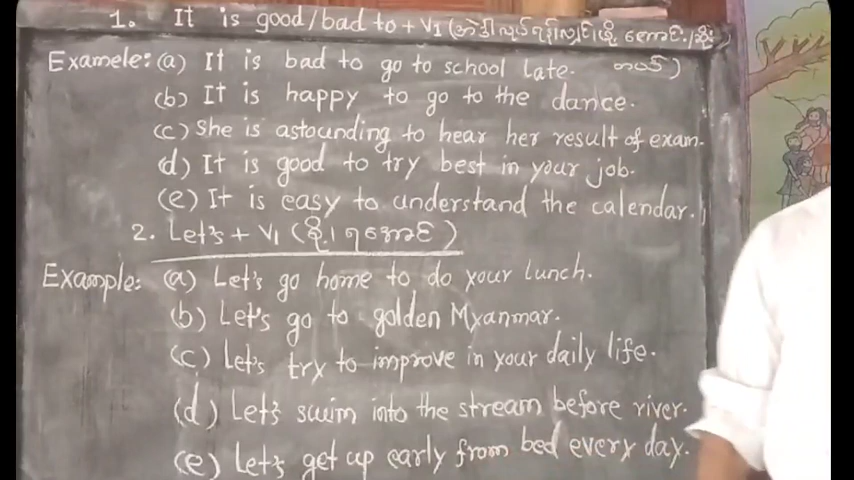 1. It is good/bad to + V1 (
Examele: (a) It is bad to go to school late. တယ်)
(b) It is happy to go to the dance.
(c) She is astounding to hear her result of exam.
(d) It is good to try best in your job.
(e) It is easy to understand the calendar.
2. Let's + V1 (
Example: (a) Let's go home to do your lunch.
(b) Let's go to golden Myanmar.
(c) Let's try to improve in your daily life.
(d) Let's swim into the stream before river.
(e) Let's get up early from bed every day.